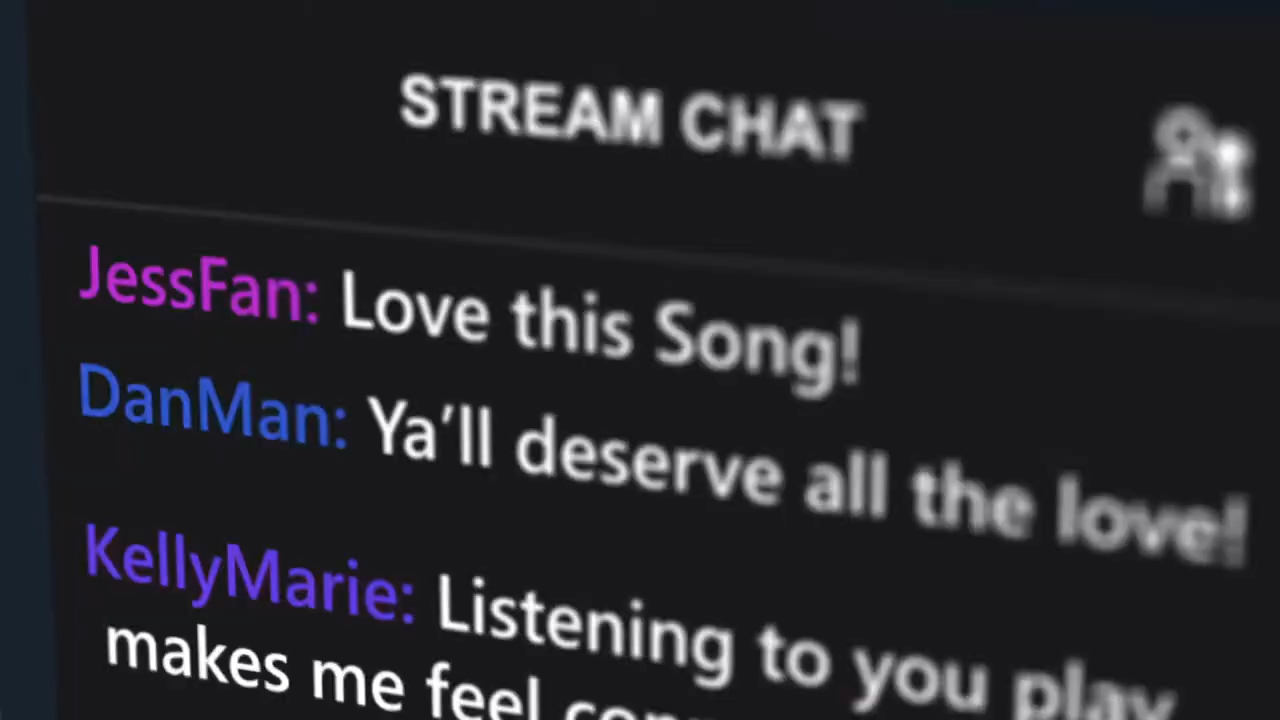 STREAM CHAT
JessFan: Love this Song!
DanMan: Ya’ll deserve all the love!
KellyMarie: Listening to you play
makes me feel